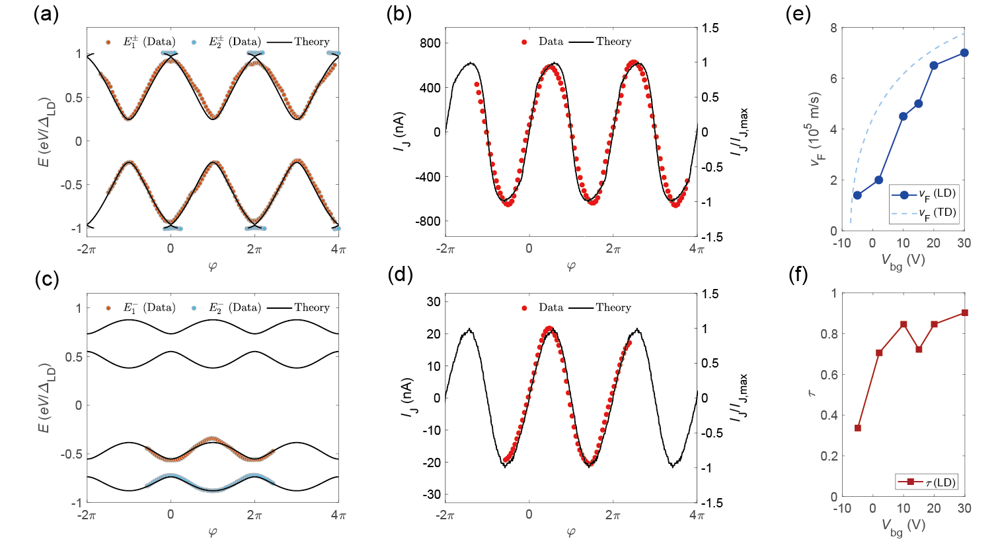 (a)
E₁± (Data) E₂± (Data) Theory
1
0.5
0
-0.5
-1
E (eV/Δ_LD)
-2π 0 2π 4π
φ
(b)
Data Theory
800
400
0
-400
-800
I_J (nA)
1.5
1
0.5
0
-0.5
-1
-1.5
I_J/I_J,max
-2π 0 2π 4π
φ
(e)
8
6
4
2
0
v_F (10⁵ m/s)
v_F (LD)
v_F (TD)
-10 0 10 20 30
V_bg (V)
(c)
E₁⁻ (Data) E₂⁻ (Data) Theory
1
0.5
0
-0.5
-1
E (eV/Δ_LD)
-2π 0 2π 4π
φ
(d)
Data Theory
30
20
10
0
-10
-20
-30
I_J (nA)
1.5
1
0.5
0
-0.5
-1
-1.5
I_J/I_J,max
-2π 0 2π 4π
φ
(f)
1
0.8
0.6
0.4
0.2
0
τ
τ (LD)
-10 0 10 20 30
V_bg (V)